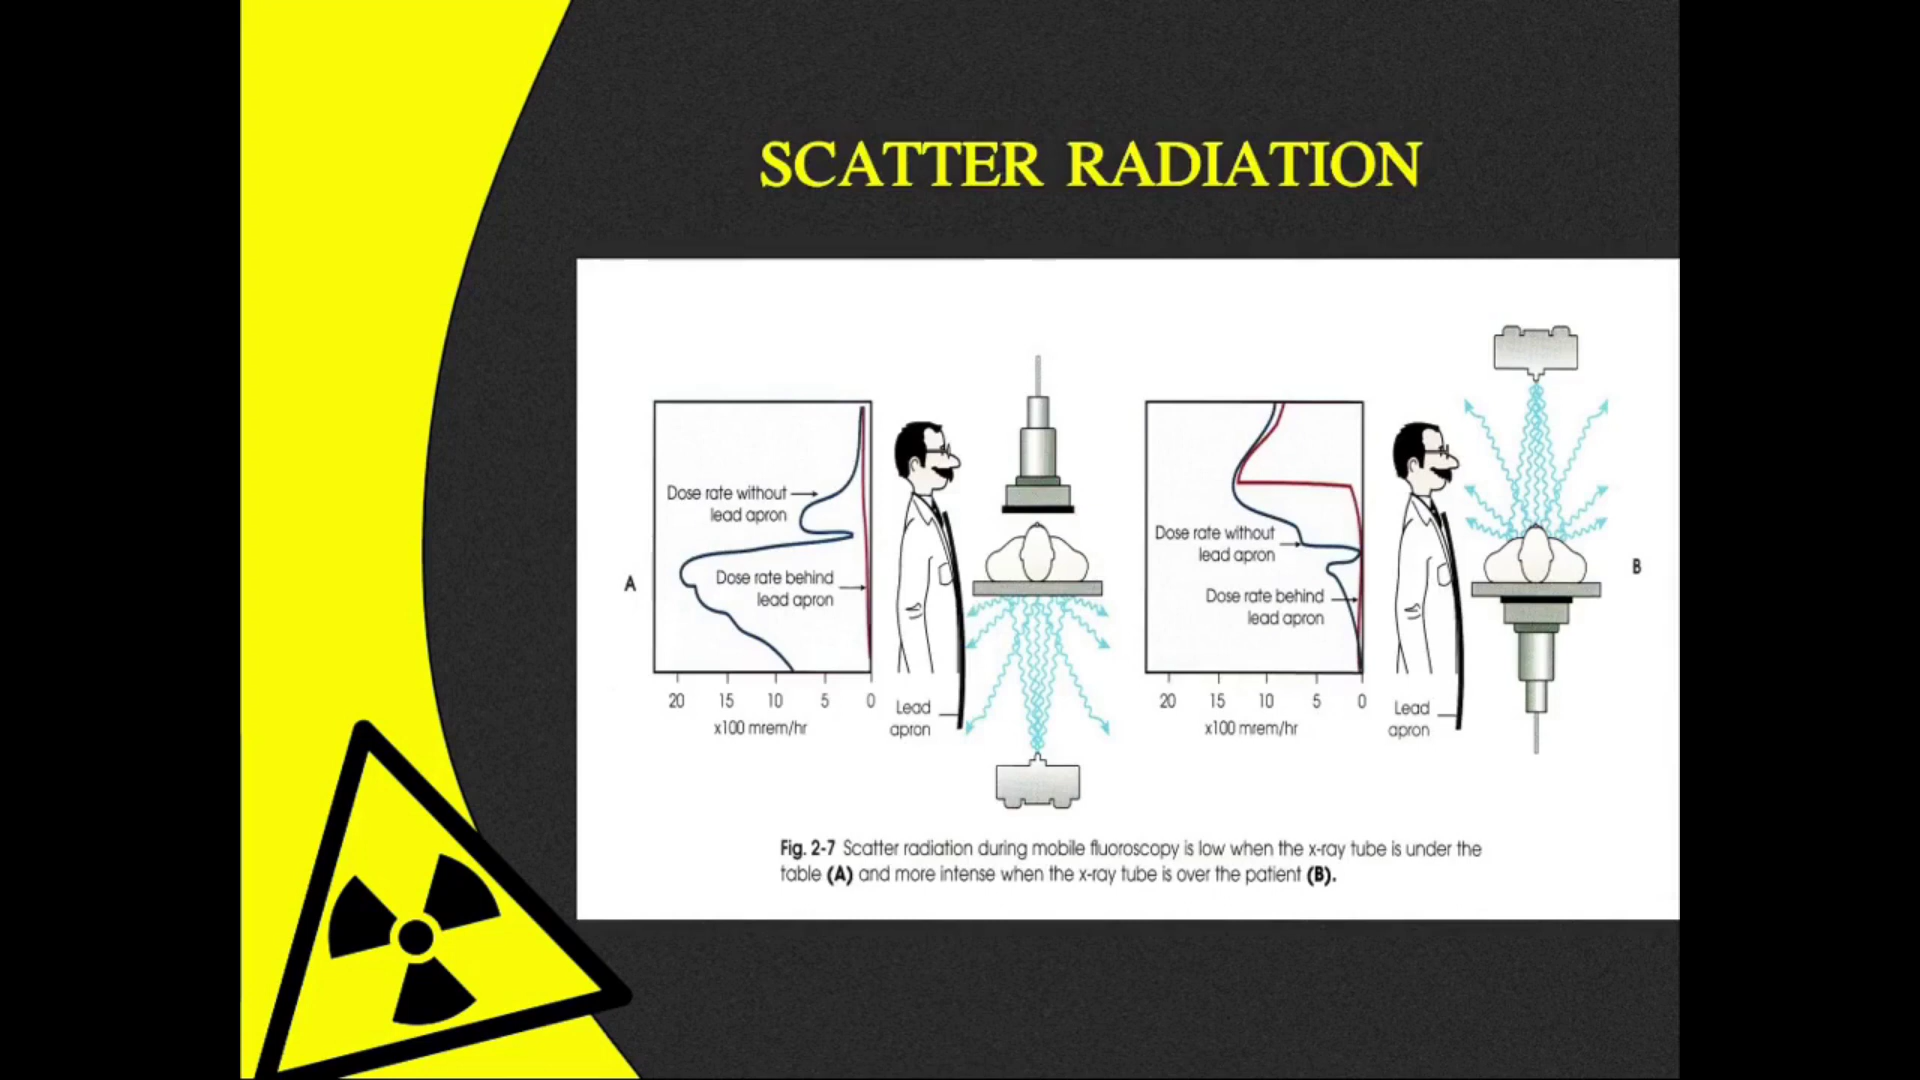 SCATTER RADIATION
A
Dose rate without
lead apron
Dose rate behind
lead apron
20 15 10 5 0
x100 mrem/hr
Lead
apron
Dose rate without
lead apron
Dose rate behind
lead apron
20 15 10 5 0
x100 mrem/hr
Lead
apron
B
Fig. 2-7 Scatter radiation during mobile fluoroscopy is low when the x-ray tube is under the
table (A) and more intense when the x-ray tube is over the patient (B).